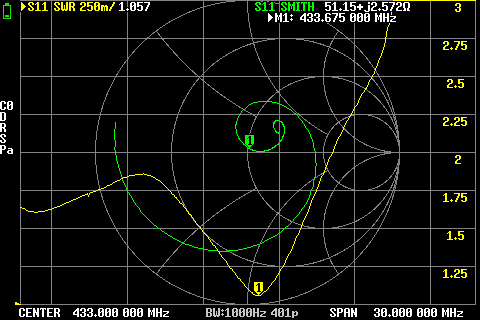 S11 SWR 250m/ 1.057 S11 SMITH 51.15+j2.572Ω 3
M1: 433.675 000 MHz
2.75
2.5
C0
D
R
S
Pa
2.25
1
2
1.75
1.5
1.25
1
CENTER 433.000 000 MHz BW:1000Hz 401p SPAN 30.000 000 MHz